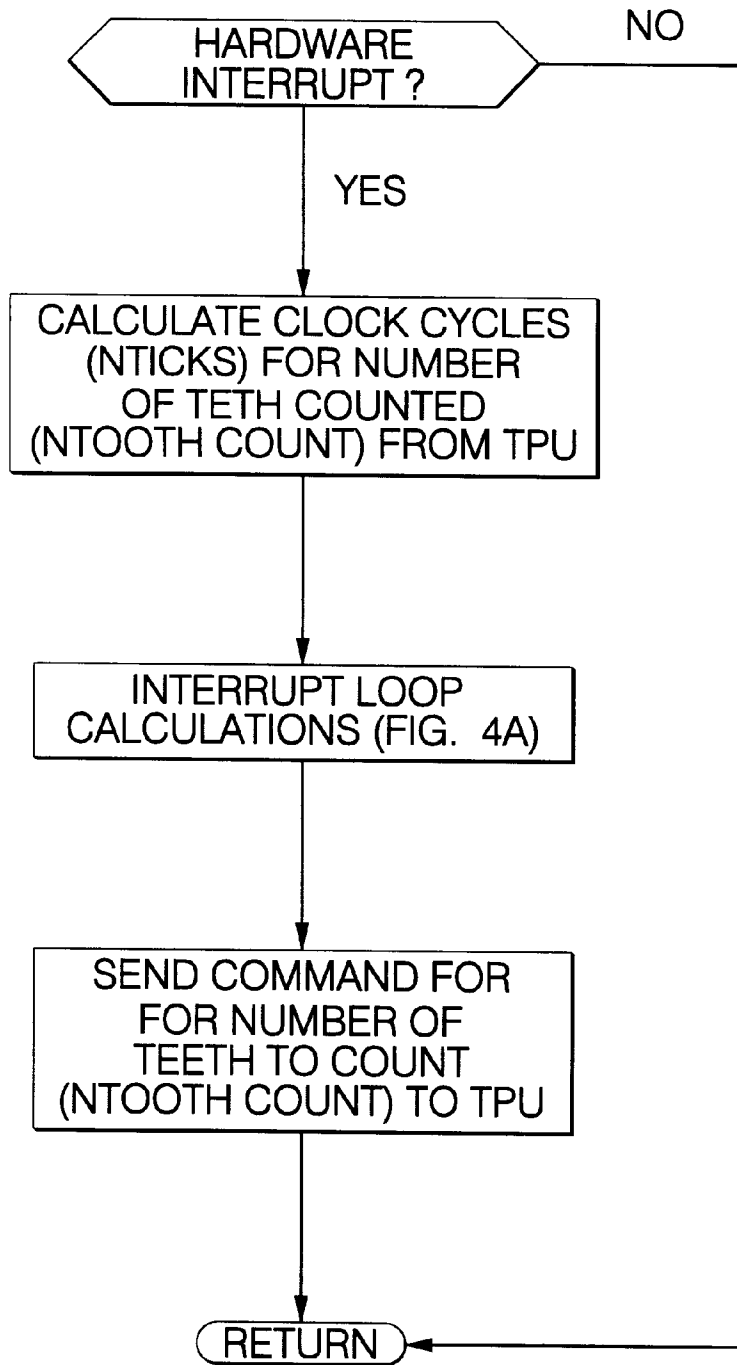 HARDWARE
INTERRUPT ?
NO
YES
CALCULATE CLOCK CYCLES
(NTICKS) FOR NUMBER
OF TETH COUNTED
(NTOOTH COUNT) FROM TPU
INTERRUPT LOOP
CALCULATIONS (FIG. 4A)
SEND COMMAND FOR
FOR NUMBER OF
TEETH TO COUNT
(NTOOTH COUNT) TO TPU
RETURN